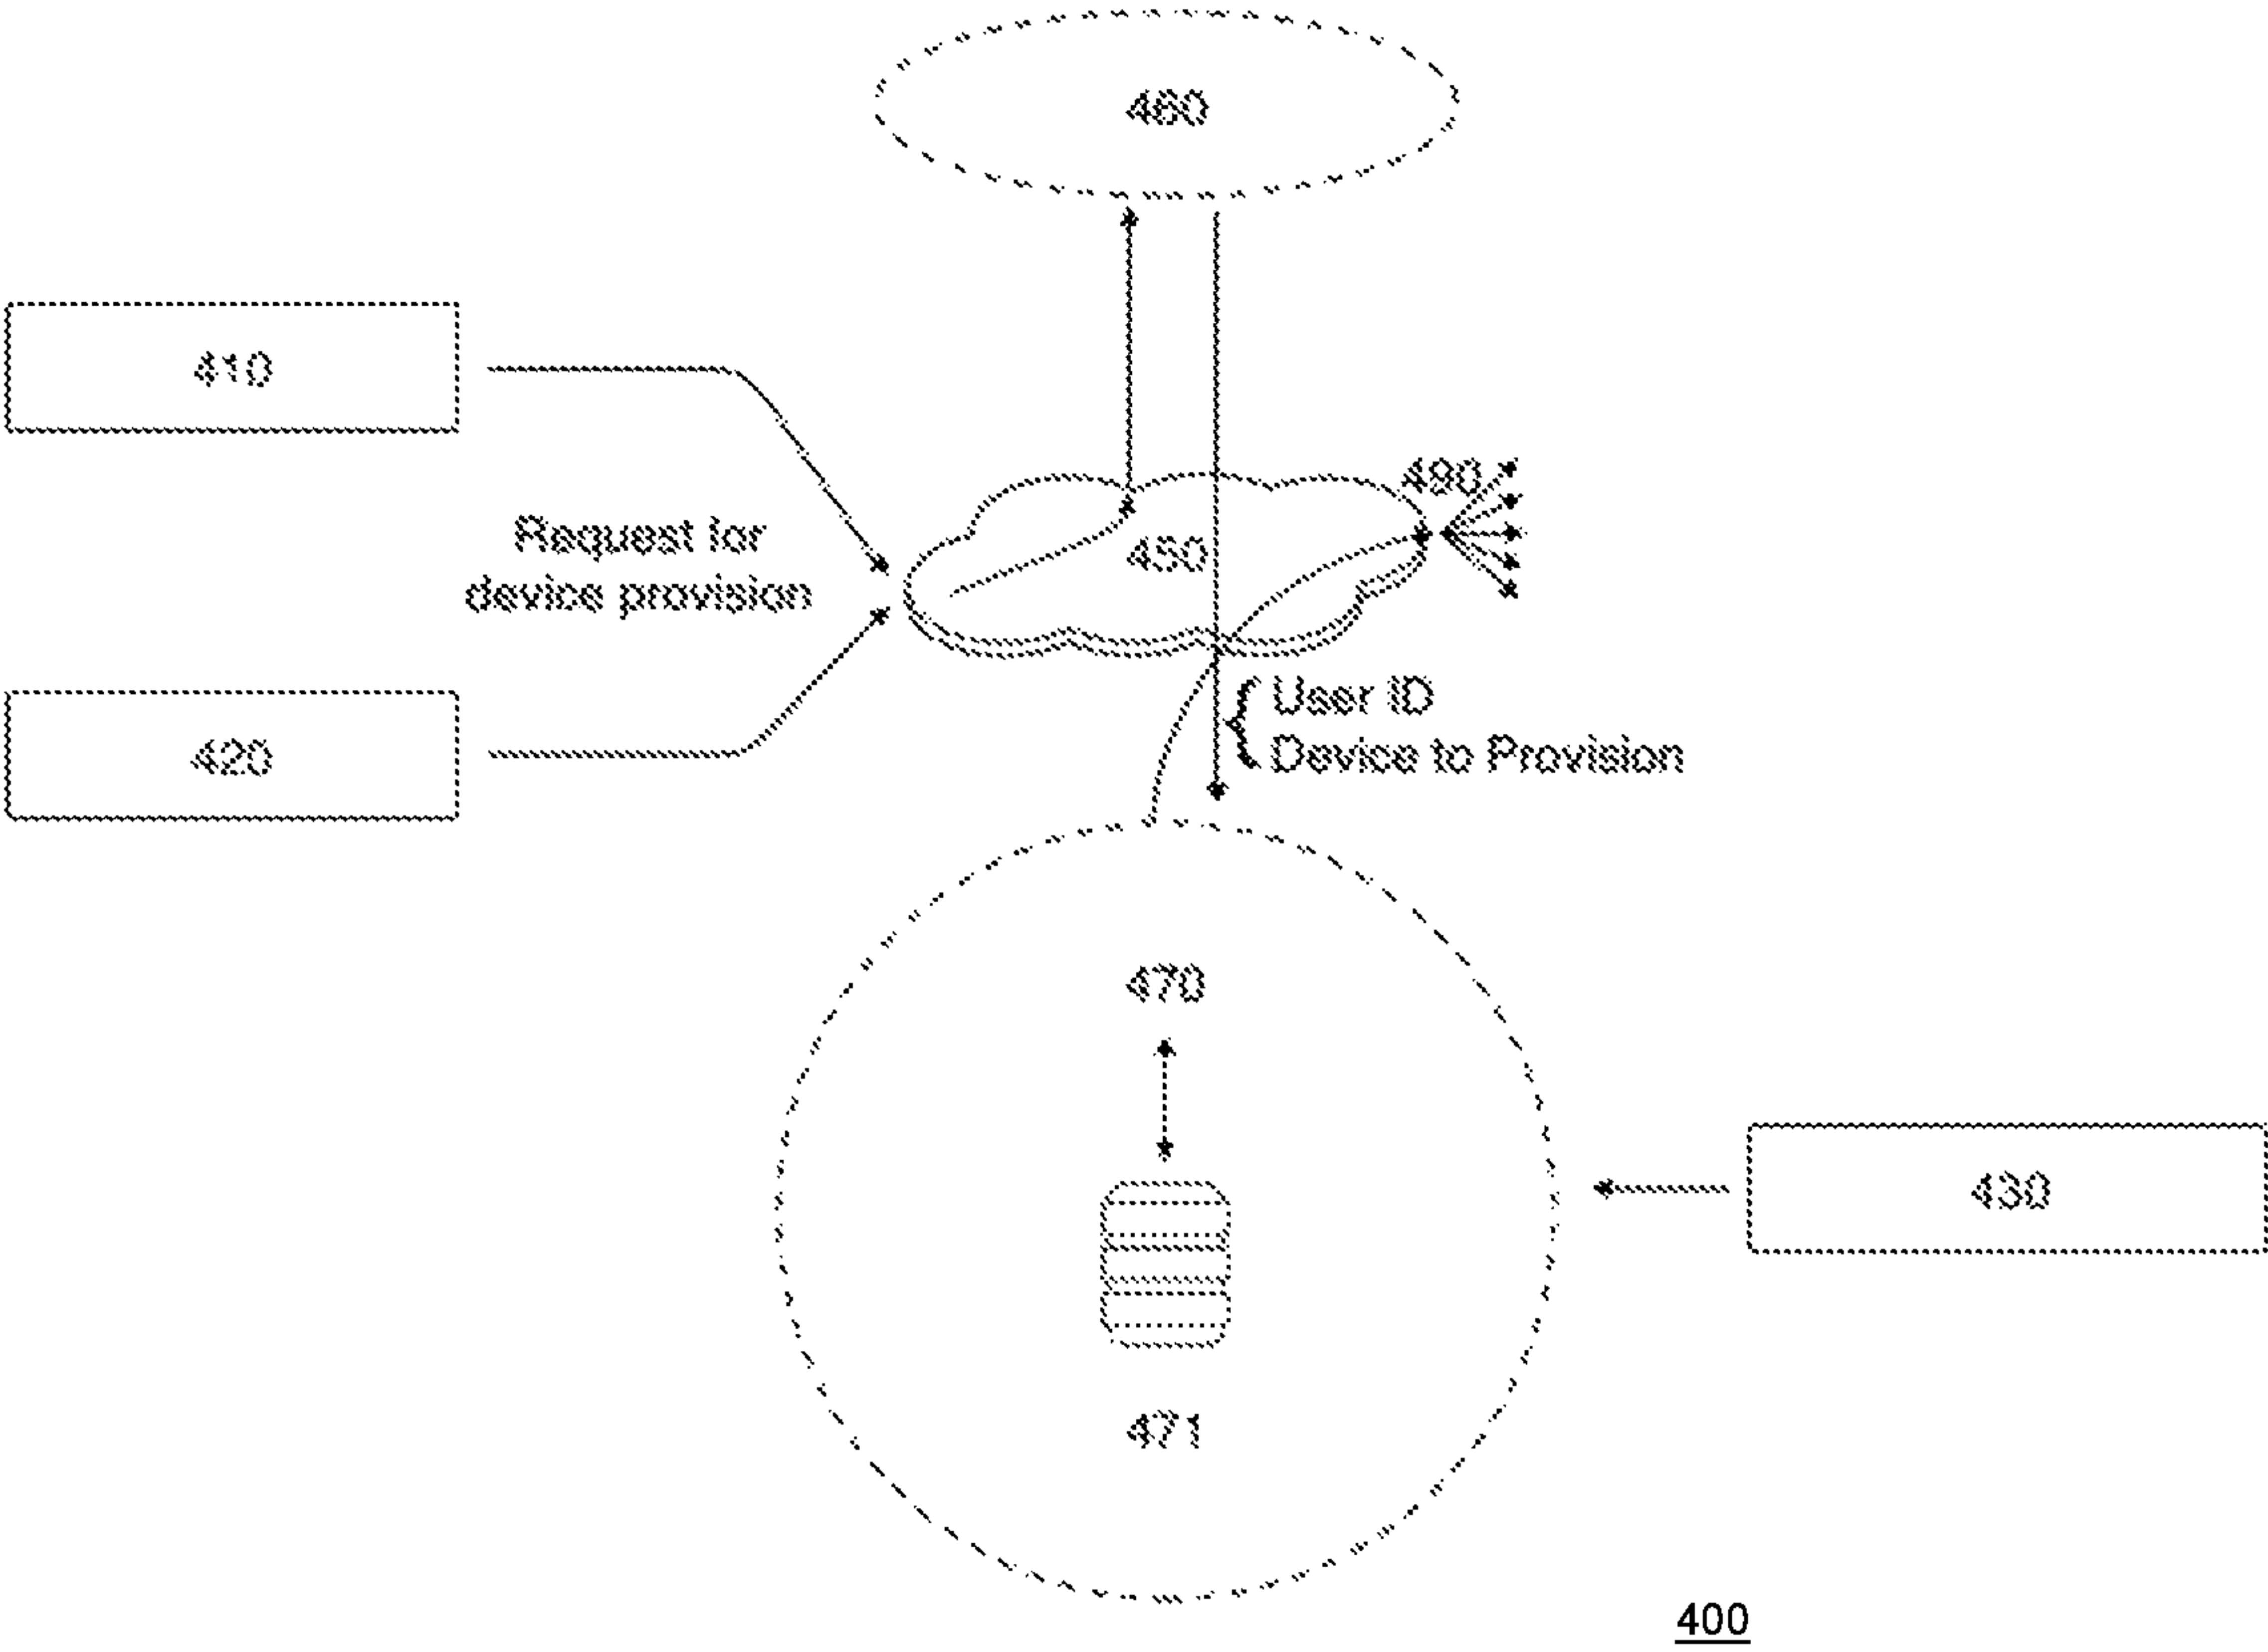 460
410
490
Request for
device provision
450
User ID
420
Device to Provision
470
430
471
400